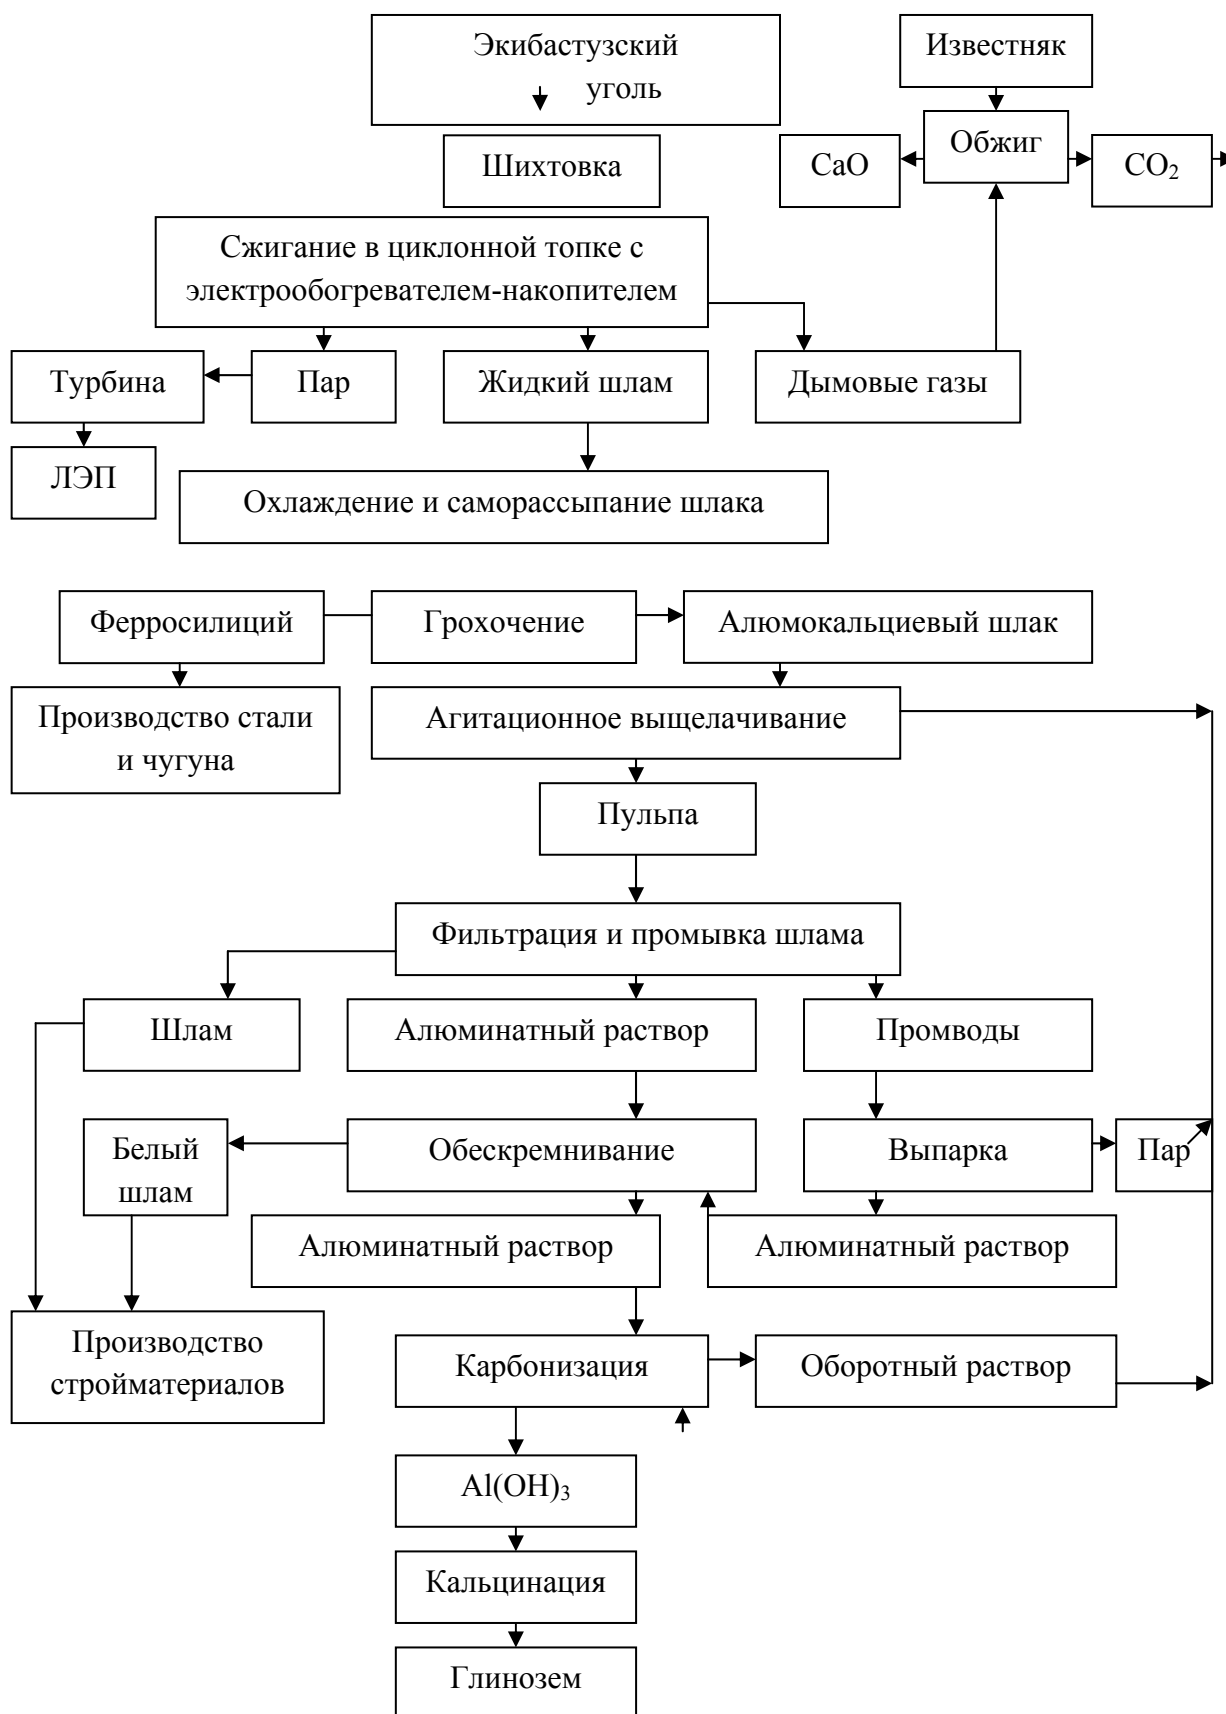 Экибастузский
уголь
Известняк
Шихтовка
CaO
Обжиг
CO₂
Сжигание в циклонной топке с
электрообогревателем-накопителем
Турбина
Пар
Жидкий шлам
Дымовые газы
ЛЭП
Охлаждение и саморассыпание шлака
Ферросилиций
Грохочение
Алюмокальциевый шлак
Производство стали
и чугуна
Агитационное выщелачивание
Пульпа
Фильтрация и промывка шлама
Шлам
Алюминатный раствор
Промводы
Белый
шлам
Обескремнивание
Выпарка
Пар
Алюминатный раствор
Алюминатный раствор
Производство
стройматериалов
Карбонизация
Оборотный раствор
Al(OH)₃
Кальцинация
Глинозем